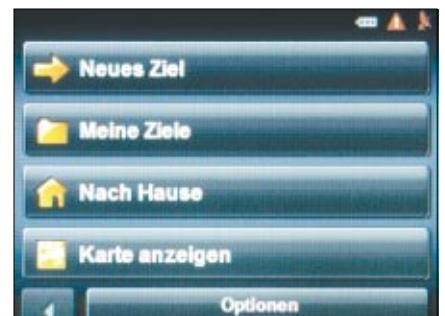 Neues Ziel
Meine Ziele
Nach Hause
Karte anzeigen
Optionen